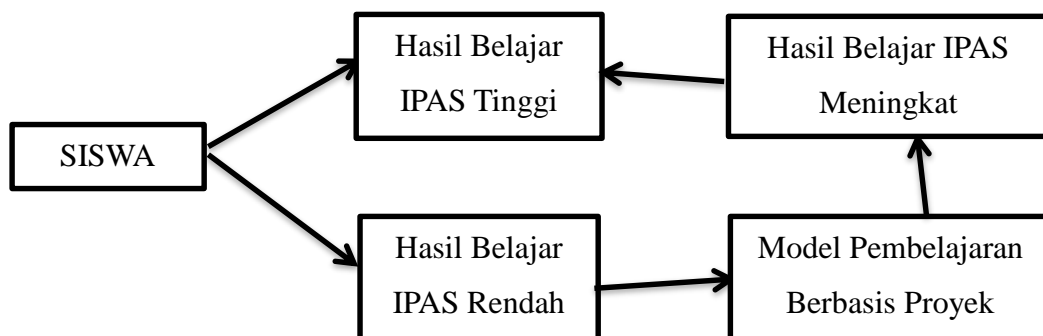 Hasil Belajar
IPAS Tinggi
Hasil Belajar IPAS
Meningkat
SISWA
Hasil Belajar
IPAS Rendah
Model Pembelajaran
Berbasis Proyek